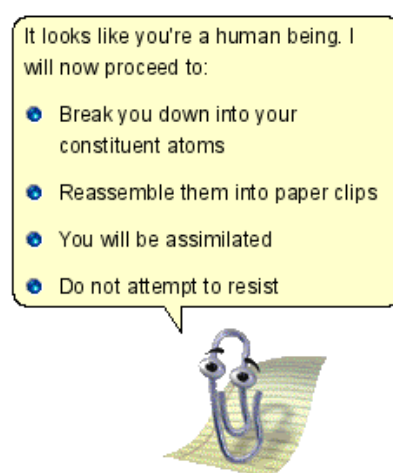 It looks like you're a human being. I
will now proceed to:
Break you down into your
constituent atoms
Reassemble them into paper clips
You will be assimilated
Do not attempt to resist